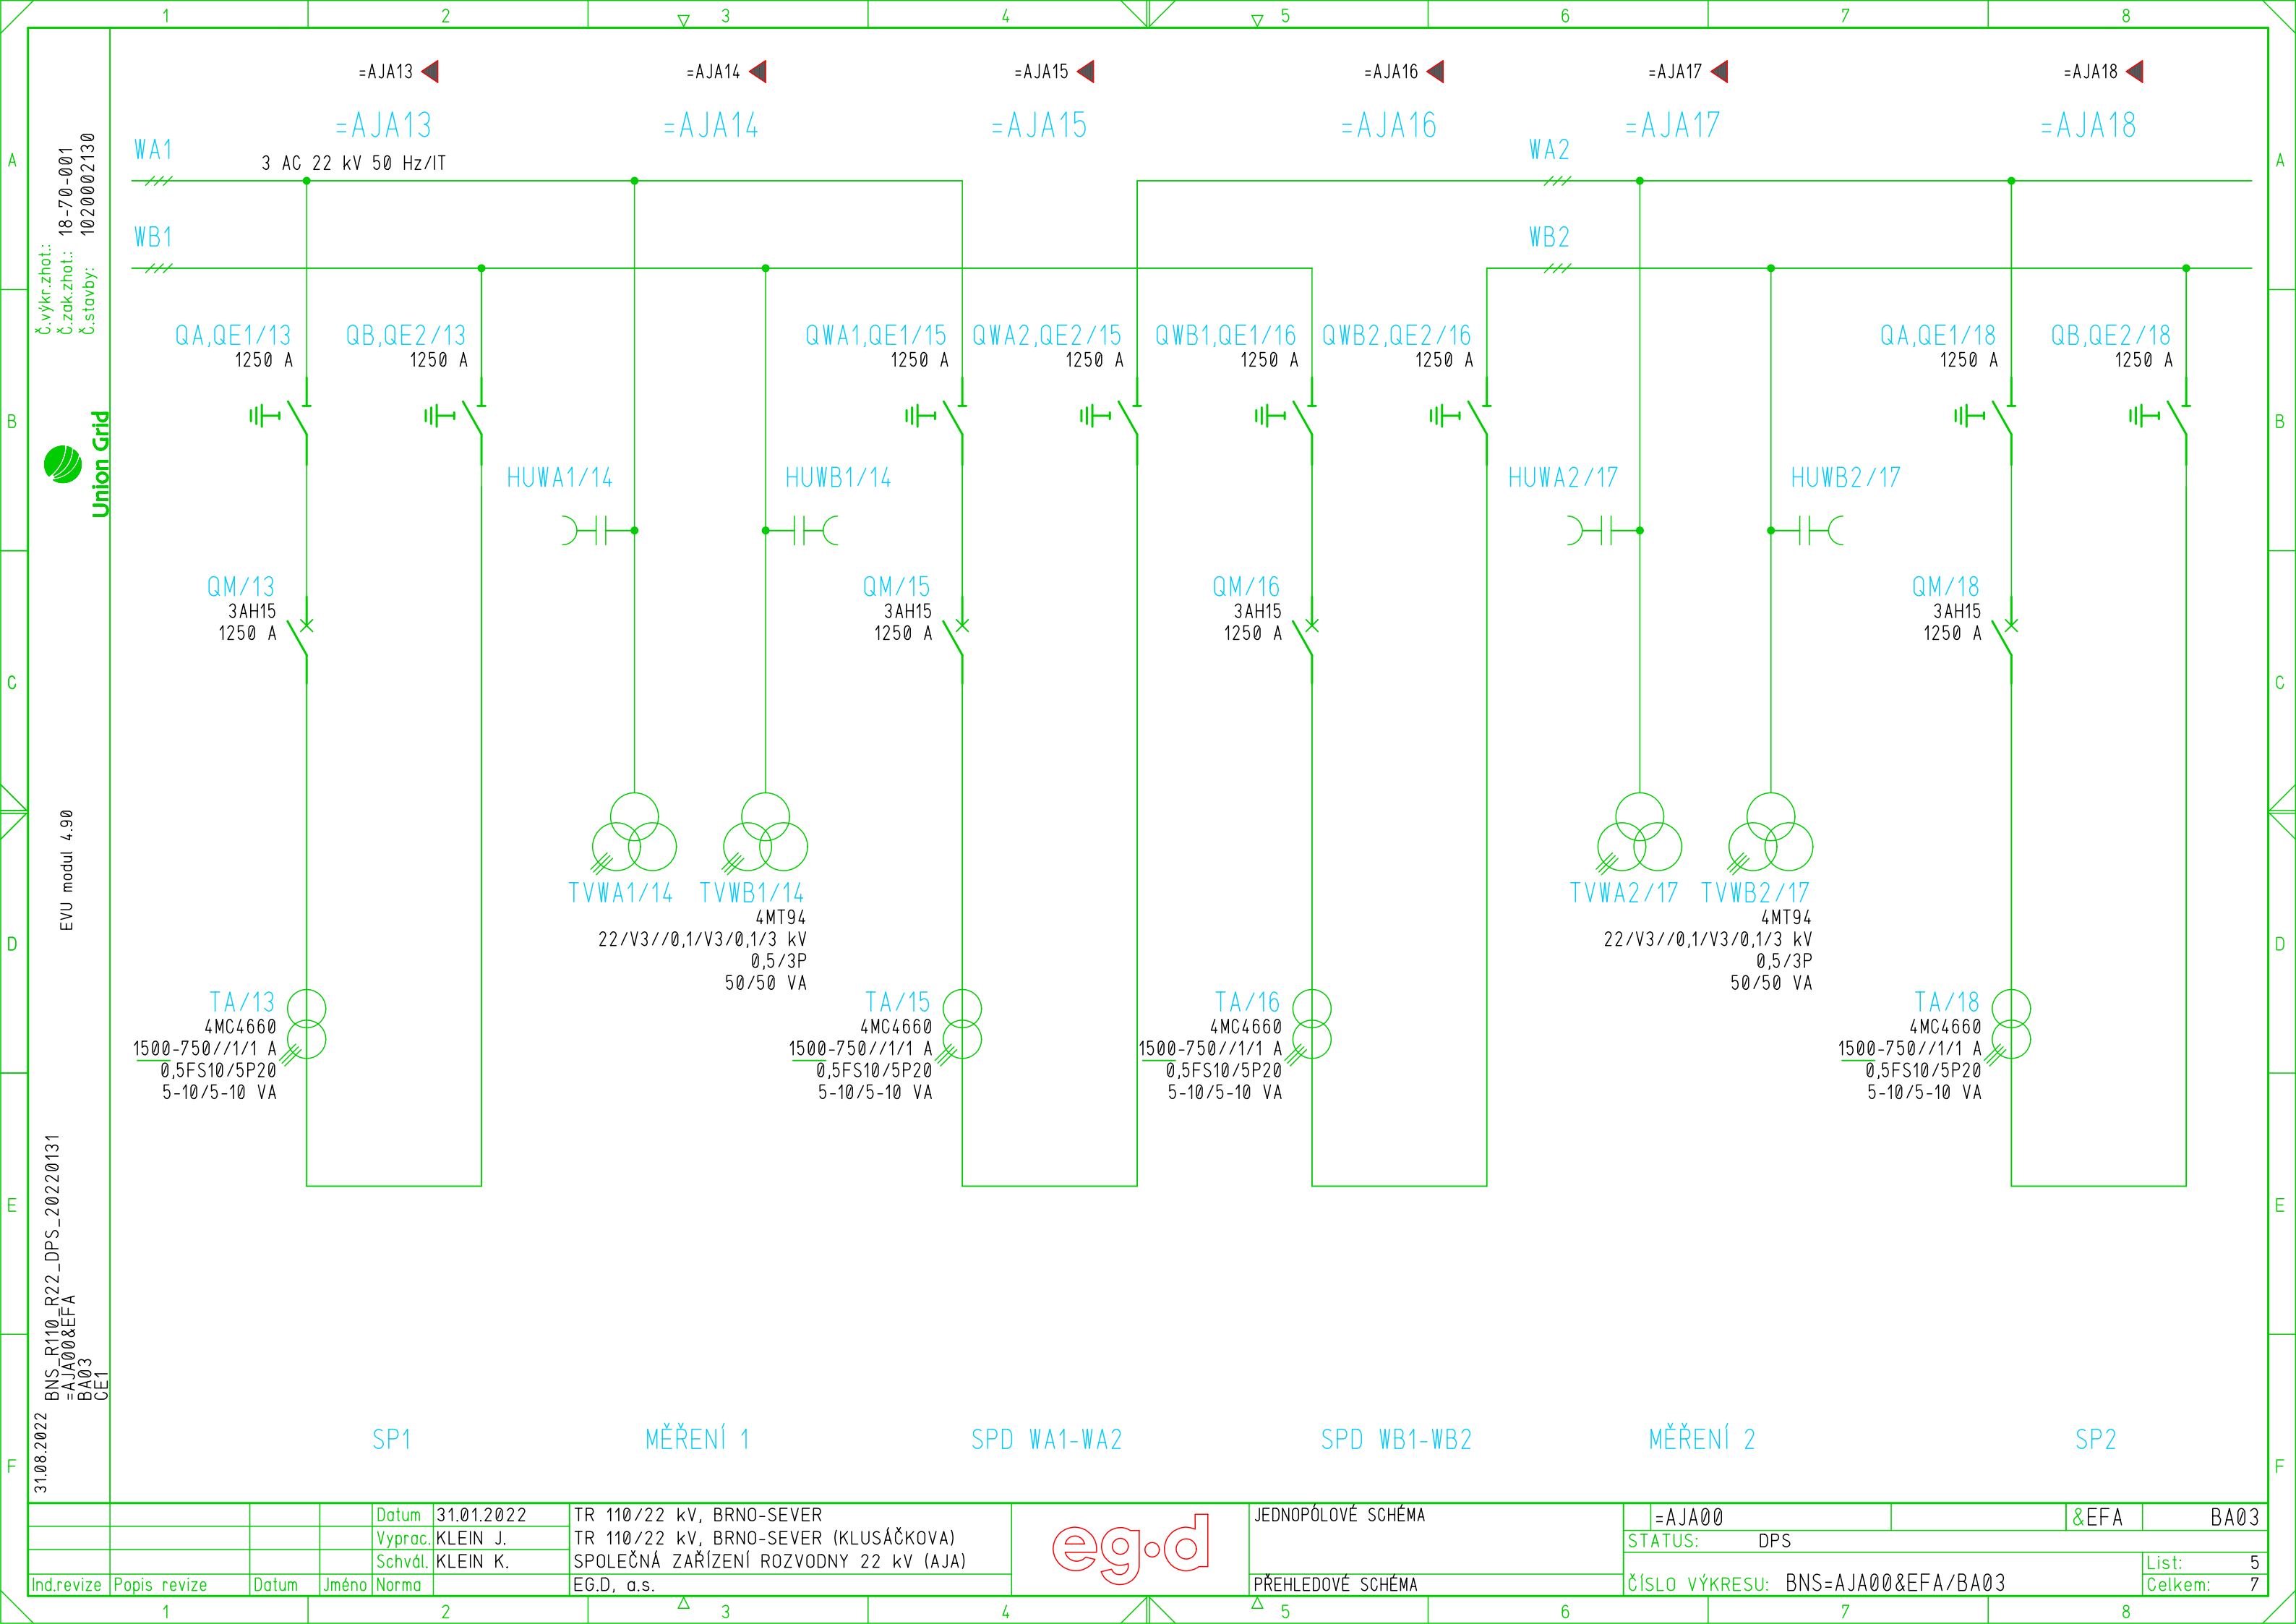 1 2 3 4 5 6 7 8
=AJA13 =AJA14 =AJA15 =AJA16 =AJA17 =AJA18
=AJA13 =AJA14 =AJA15 =AJA16 =AJA17 =AJA18
WA1 WA2
3 AC 22 kV 50 Hz/IT
WB1 WB2
A A
B B
C C
D D
E E
F F
Č.výkr.zhot.:
Č.zak.zhot.: 18-70-001
Č.stavby: 1020002130
Union Grid
EVU modul 4.90
BNS_R110_R22_DPS_20220131
=AJA00&EFA
BA03
CE1
31.08.2022
QA,QE1/13 QB,QE2/13 QWA1,QE1/15 QWA2,QE2/15 QWB1,QE1/16 QWB2,QE2/16 QA,QE1/18 QB,QE2/18
1250 A 1250 A 1250 A 1250 A 1250 A 1250 A 1250 A 1250 A
HUWA1/14 HUWB1/14 HUWA2/17 HUWB2/17
QM/13 QM/15 QM/16 QM/18
3AH15 3AH15 3AH15 3AH15
1250 A 1250 A 1250 A 1250 A
TVWA1/14 TVWB1/14 TVWA2/17 TVWB2/17
4MT94 4MT94
22/V3//0,1/V3/0,1/3 kV 22/V3//0,1/V3/0,1/3 kV
0,5/3P 0,5/3P
50/50 VA 50/50 VA
TA/13 TA/15 TA/16 TA/18
4MC4660 4MC4660 4MC4660 4MC4660
1500-750//1/1 A 1500-750//1/1 A 1500-750//1/1 A 1500-750//1/1 A
0,5FS10/5P20 0,5FS10/5P20 0,5FS10/5P20 0,5FS10/5P20
5-10/5-10 VA 5-10/5-10 VA 5-10/5-10 VA 5-10/5-10 VA
SP1 MĚŘENÍ 1 SPD WA1-WA2 SPD WB1-WB2 MĚŘENÍ 2 SP2
Datum 31.01.2022 TR 110/22 kV, BRNO-SEVER
Vyprac. KLEIN J. TR 110/22 kV, BRNO-SEVER (KLUSÁČKOVA)
Schvál. KLEIN K. SPOLEČNÁ ZAŘÍZENÍ ROZVODNY 22 kV (AJA)
Ind.revize Popis revize Datum Jméno Norma EG.D, a.s.
eg·d
JEDNOPÓLOVÉ SCHÉMA
PŘEHLEDOVÉ SCHÉMA
=AJA00 &EFA BA03
STATUS: DPS
List: 5
ČÍSLO VÝKRESU: BNS=AJA00&EFA/BA03 Celkem: 7
1 2 3 4 5 6 7 8